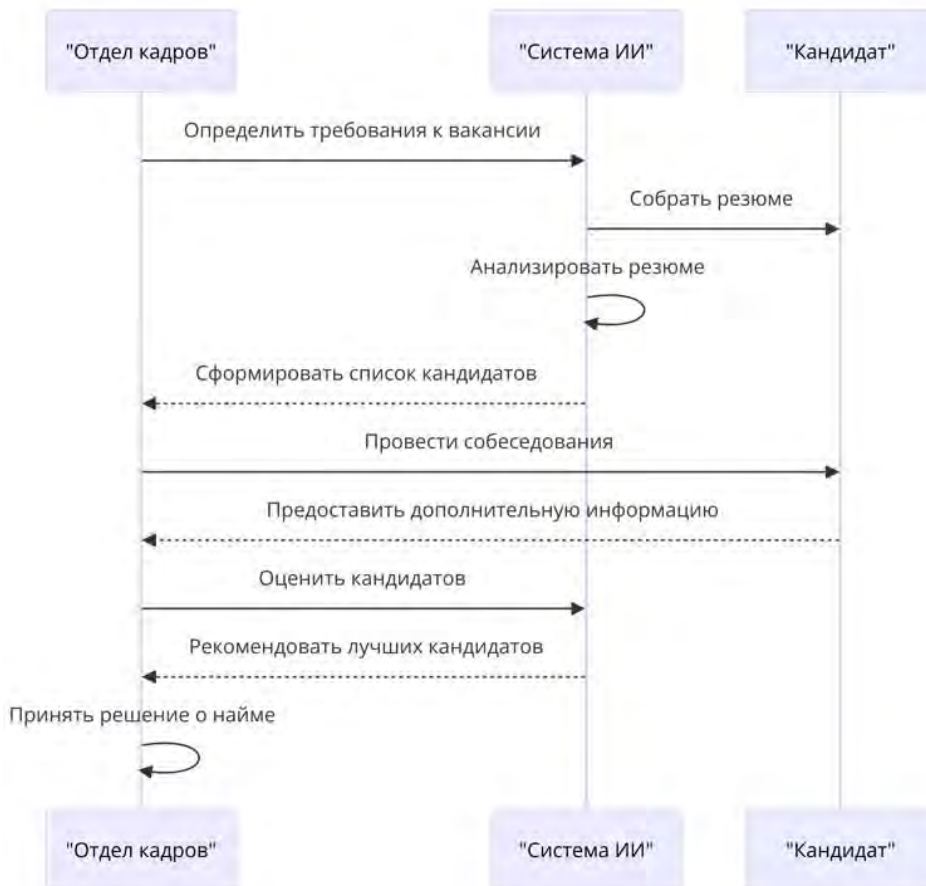 "Отдел кадров" "Система ИИ" "Кандидат"
Определить требования к вакансии
Собрать резюме
Анализировать резюме
Сформировать список кандидатов
Провести собеседования
Предоставить дополнительную информацию
Оценить кандидатов
Рекомендовать лучших кандидатов
Принять решение о найме
"Отдел кадров" "Система ИИ" "Кандидат"